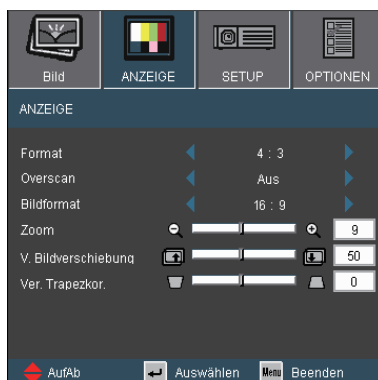 Bild ANZEIGE SETUP OPTIONEN
ANZEIGE
Format 4 : 3
Overscan Aus
Bildformat 16 : 9
Zoom 9
V. Bildverschiebung 50
Ver. Trapezkor. 0
AufAb Auswählen Menu Beenden